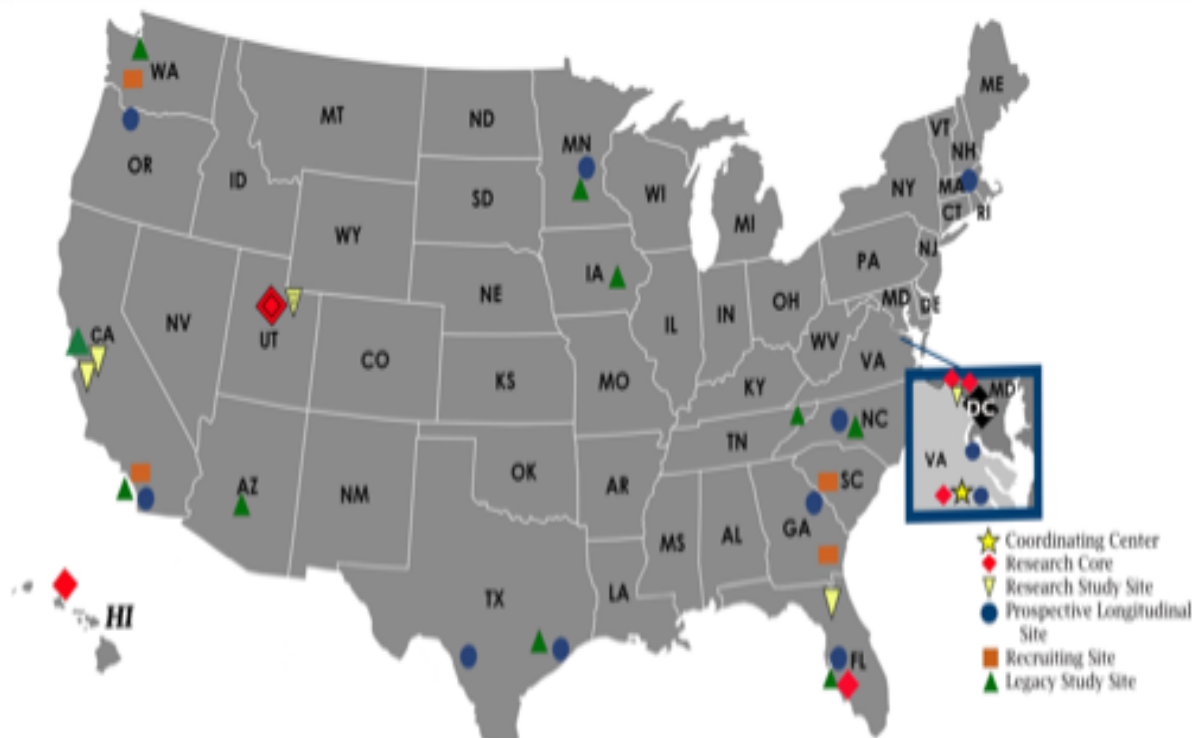 WA
MT
ND
MN
ME
VT
NH
OR
ID
SD
WI
NY
MA
CT
RI
WY
MI
IA
PA
NJ
NE
OH
MD
DE
CA
NV
UT
IL
IN
WV
CO
KS
MO
KY
VA
MD
DC
AZ
NM
OK
TN
NC
VA
AR
SC
MS
AL
GA
LA
TX
HI
FL
Coordinating Center
Research Core
Research Study Site
Prospective Longitudinal
Site
Recruiting Site
Legacy Study Site